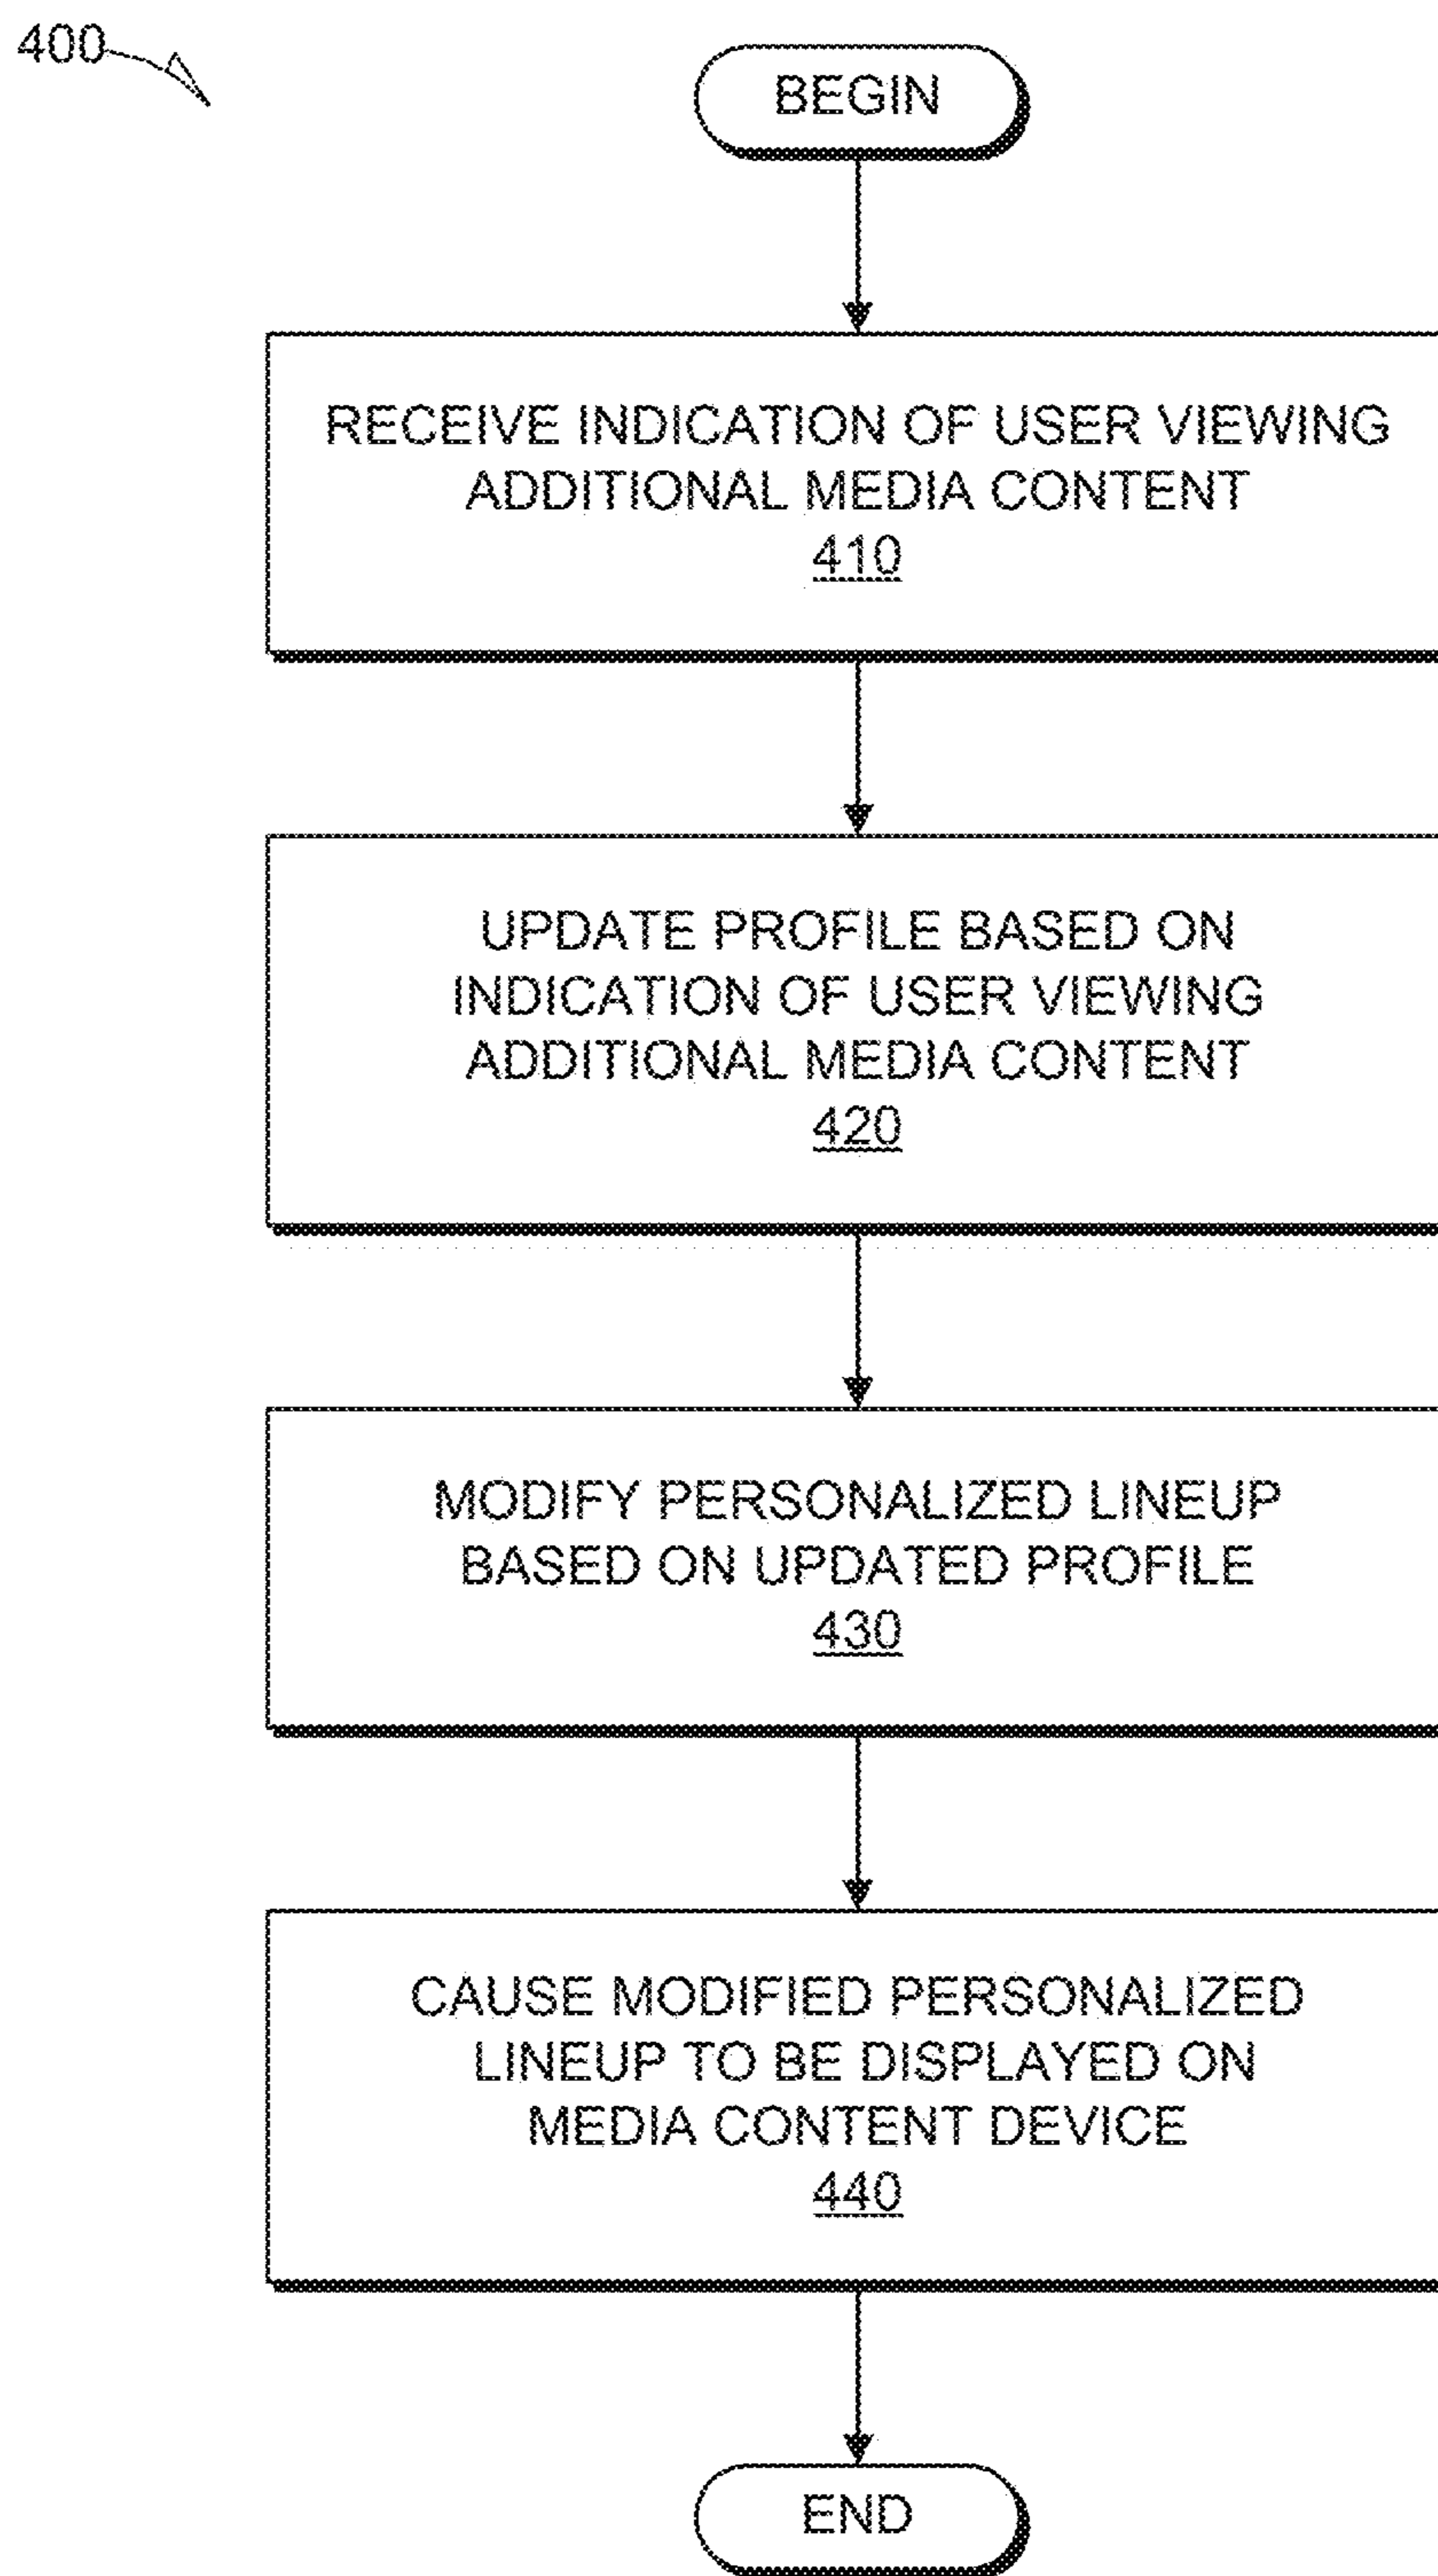 400
BEGIN
RECEIVE INDICATION OF USER VIEWING
ADDITIONAL MEDIA CONTENT
410
UPDATE PROFILE BASED ON
INDICATION OF USER VIEWING
ADDITIONAL MEDIA CONTENT
420
MODIFY PERSONALIZED LINEUP
BASED ON UPDATED PROFILE
430
CAUSE MODIFIED PERSONALIZED
LINEUP TO BE DISPLAYED ON
MEDIA CONTENT DEVICE
440
END